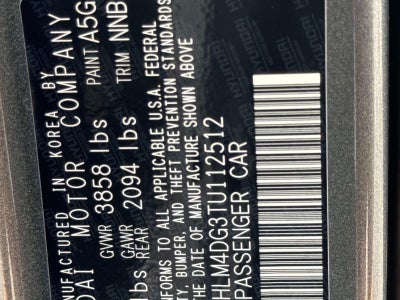 NUFACTURED IN KOREA BY
DAI MOTOR COMPANY
GVWR 3858 lbs PAINT A5G
GAWR
REAR 2094 lbs TRIM NNB
lbs
FORMS TO ALL APPLICABLE U.S.A. FEDERAL
TY, BUMPER, AND THEFT PREVENTION STANDARDS
THE DATE OF MANUFACTURE SHOWN ABOVE
HLM4DG3TU112512
PASSENGER CAR
HYUNDAI